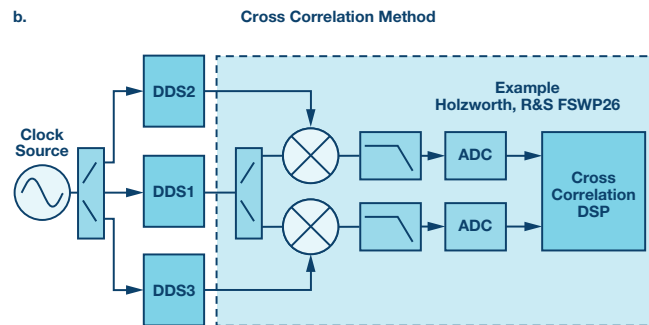 b.
Cross Correlation Method
Example
Holzworth, R&S FSWP26
Clock
Source
DDS2
DDS1
DDS3
ADC
ADC
Cross
Correlation
DSP